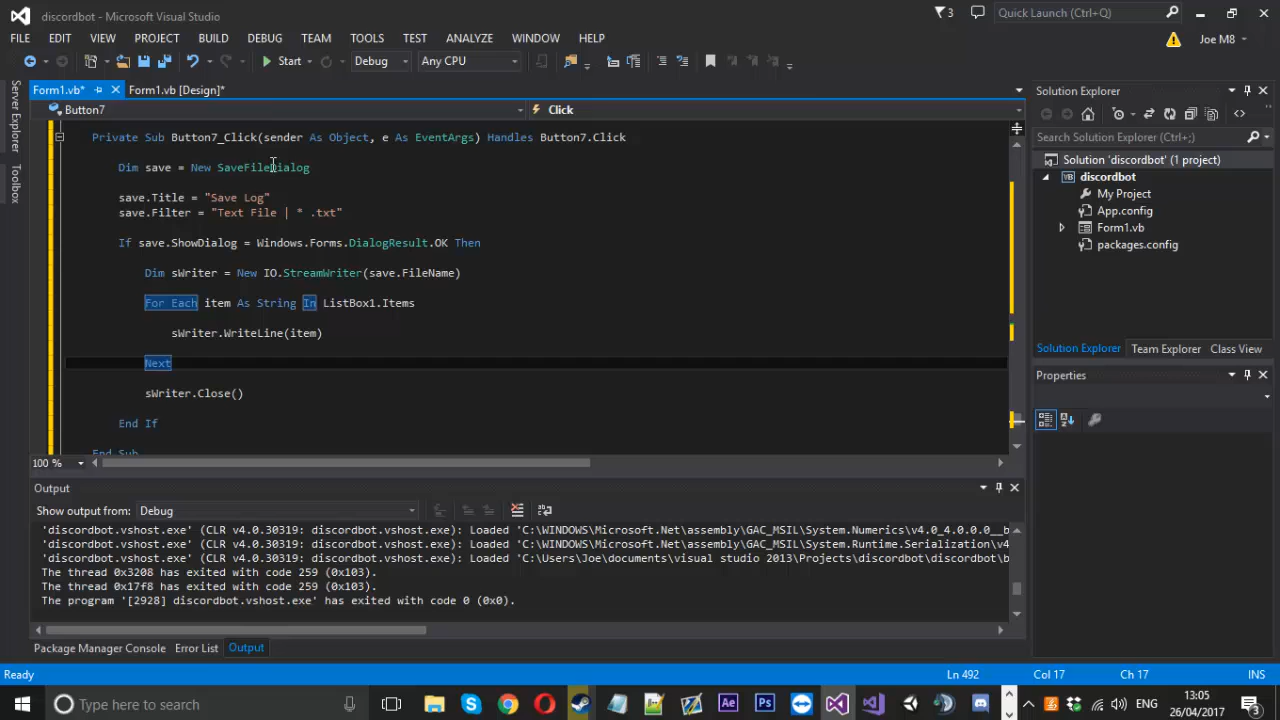 discordbot - Microsoft Visual Studio
3
Quick Launch (Ctrl+Q)
FILE EDIT VIEW PROJECT BUILD DEBUG TEAM TOOLS TEST ANALYZE WINDOW HELP
Joe M8
Start
Debug
Any CPU
Server Explorer
Toolbox
Form1.vb*
Form1.vb [Design]*
Button7
Click
Private Sub Button7_Click(sender As Object, e As EventArgs) Handles Button7.Click
Dim save = New SaveFileDialog
save.Title = "Save Log"
save.Filter = "Text File | * .txt"
If save.ShowDialog = Windows.Forms.DialogResult.OK Then
Dim sWriter = New IO.StreamWriter(save.FileName)
For Each item As String In ListBox1.Items
sWriter.WriteLine(item)
Next
sWriter.Close()
End If
End Sub
100 %
Solution Explorer
Search Solution Explorer (Ctrl+;)
Solution 'discordbot' (1 project)
discordbot
My Project
App.config
Form1.vb
packages.config
Solution Explorer Team Explorer Class View
Properties
Output
Show output from: Debug
'discordbot.vshost.exe' (CLR v4.0.30319: discordbot.vshost.exe): Loaded 'C:\WINDOWS\Microsoft.Net\assembly\GAC_MSIL\System.Numerics\v4.0_4.0.0.0__b
'discordbot.vshost.exe' (CLR v4.0.30319: discordbot.vshost.exe): Loaded 'C:\WINDOWS\Microsoft.Net\assembly\GAC_MSIL\System.Runtime.Serialization\v4
'discordbot.vshost.exe' (CLR v4.0.30319: discordbot.vshost.exe): Loaded 'C:\Users\Joe\documents\visual studio 2013\Projects\discordbot\discordbot\b
The thread 0x3208 has exited with code 259 (0x103).
The thread 0x17f8 has exited with code 259 (0x103).
The program '[2928] discordbot.vshost.exe' has exited with code 0 (0x0).
Package Manager Console Error List Output
Ready
Ln 492
Col 17
Ch 17
INS
Type here to search
Ae
Ps
ENG
13:05
26/04/2017
3